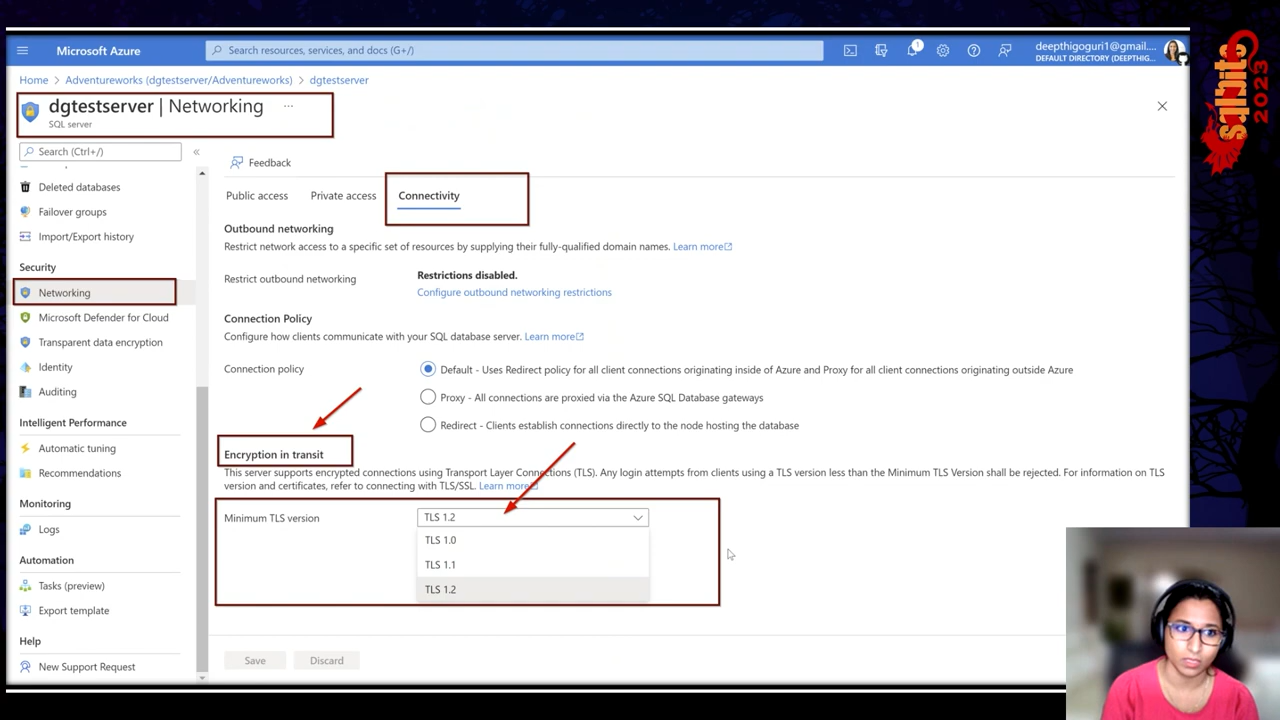 Microsoft Azure
Search resources, services, and docs (G+/)
1
deepthigoguri1@gmail....
DEFAULT DIRECTORY (DEEPTHIG...
sqlbits
2023
Home > Adventureworks (dgtestserver/Adventureworks) > dgtestserver
dgtestserver | Networking ...
SQL server
Search (Ctrl+/)
«
Deleted databases
Failover groups
Import/Export history
Security
Networking
Microsoft Defender for Cloud
Transparent data encryption
Identity
Auditing
Intelligent Performance
Automatic tuning
Recommendations
Monitoring
Logs
Automation
Tasks (preview)
Export template
Help
New Support Request
Feedback
Public access Private access Connectivity
Outbound networking
Restrict network access to a specific set of resources by supplying their fully-qualified domain names. Learn more
Restrict outbound networking Restrictions disabled.
Configure outbound networking restrictions
Connection Policy
Configure how clients communicate with your SQL database server. Learn more
Connection policy Default - Uses Redirect policy for all client connections originating inside of Azure and Proxy for all client connections originating outside Azure
Proxy - All connections are proxied via the Azure SQL Database gateways
Redirect - Clients establish connections directly to the node hosting the database
Encryption in transit
This server supports encrypted connections using Transport Layer Connections (TLS). Any login attempts from clients using a TLS version less than the Minimum TLS Version shall be rejected. For information on TLS
version and certificates, refer to connecting with TLS/SSL. Learn more
Minimum TLS version TLS 1.2
TLS 1.0
TLS 1.1
TLS 1.2
Save Discard